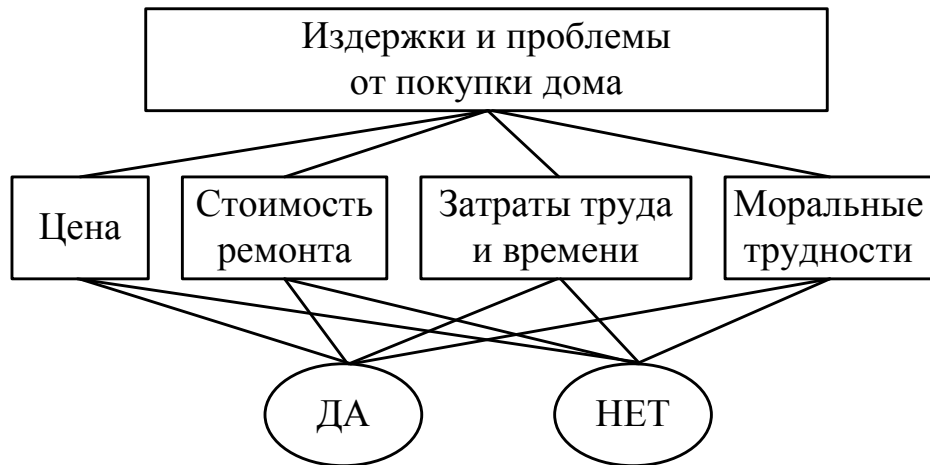 Издержки и проблемы
от покупки дома
Цена
Стоимость
ремонта
Затраты труда
и времени
Моральные
трудности
ДА
НЕТ